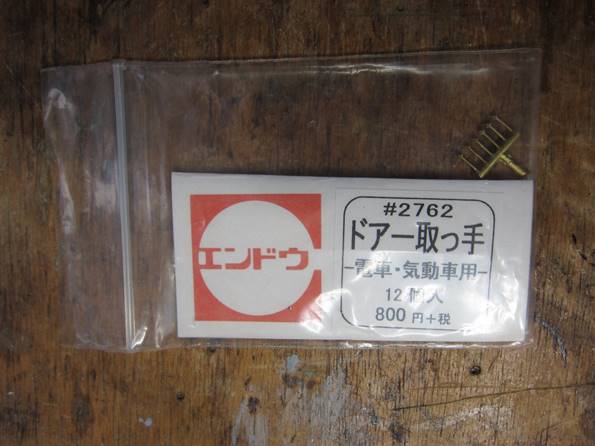 エンドウ
#2762
ドアー取っ手
-電車・気動車用-
12個入
800円+税